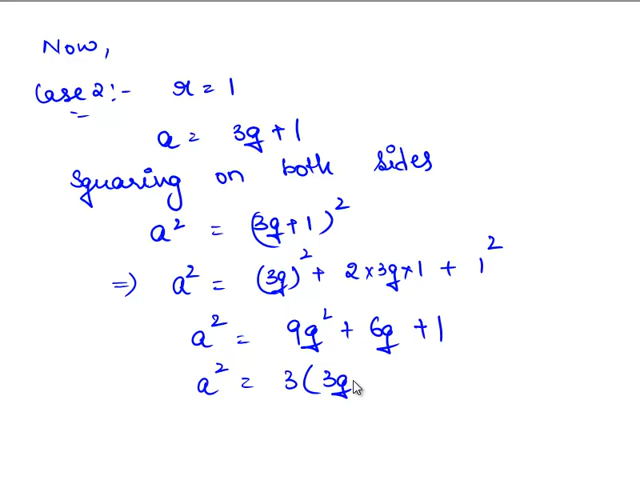 Now,
Case 2:- r = 1
a = 3q + 1
Squaring on both sides
a² = (3q + 1)²
⇒ a² = (3q)² + 2×3q×1 + 1²
a² = 9q² + 6q + 1
a² = 3(3q